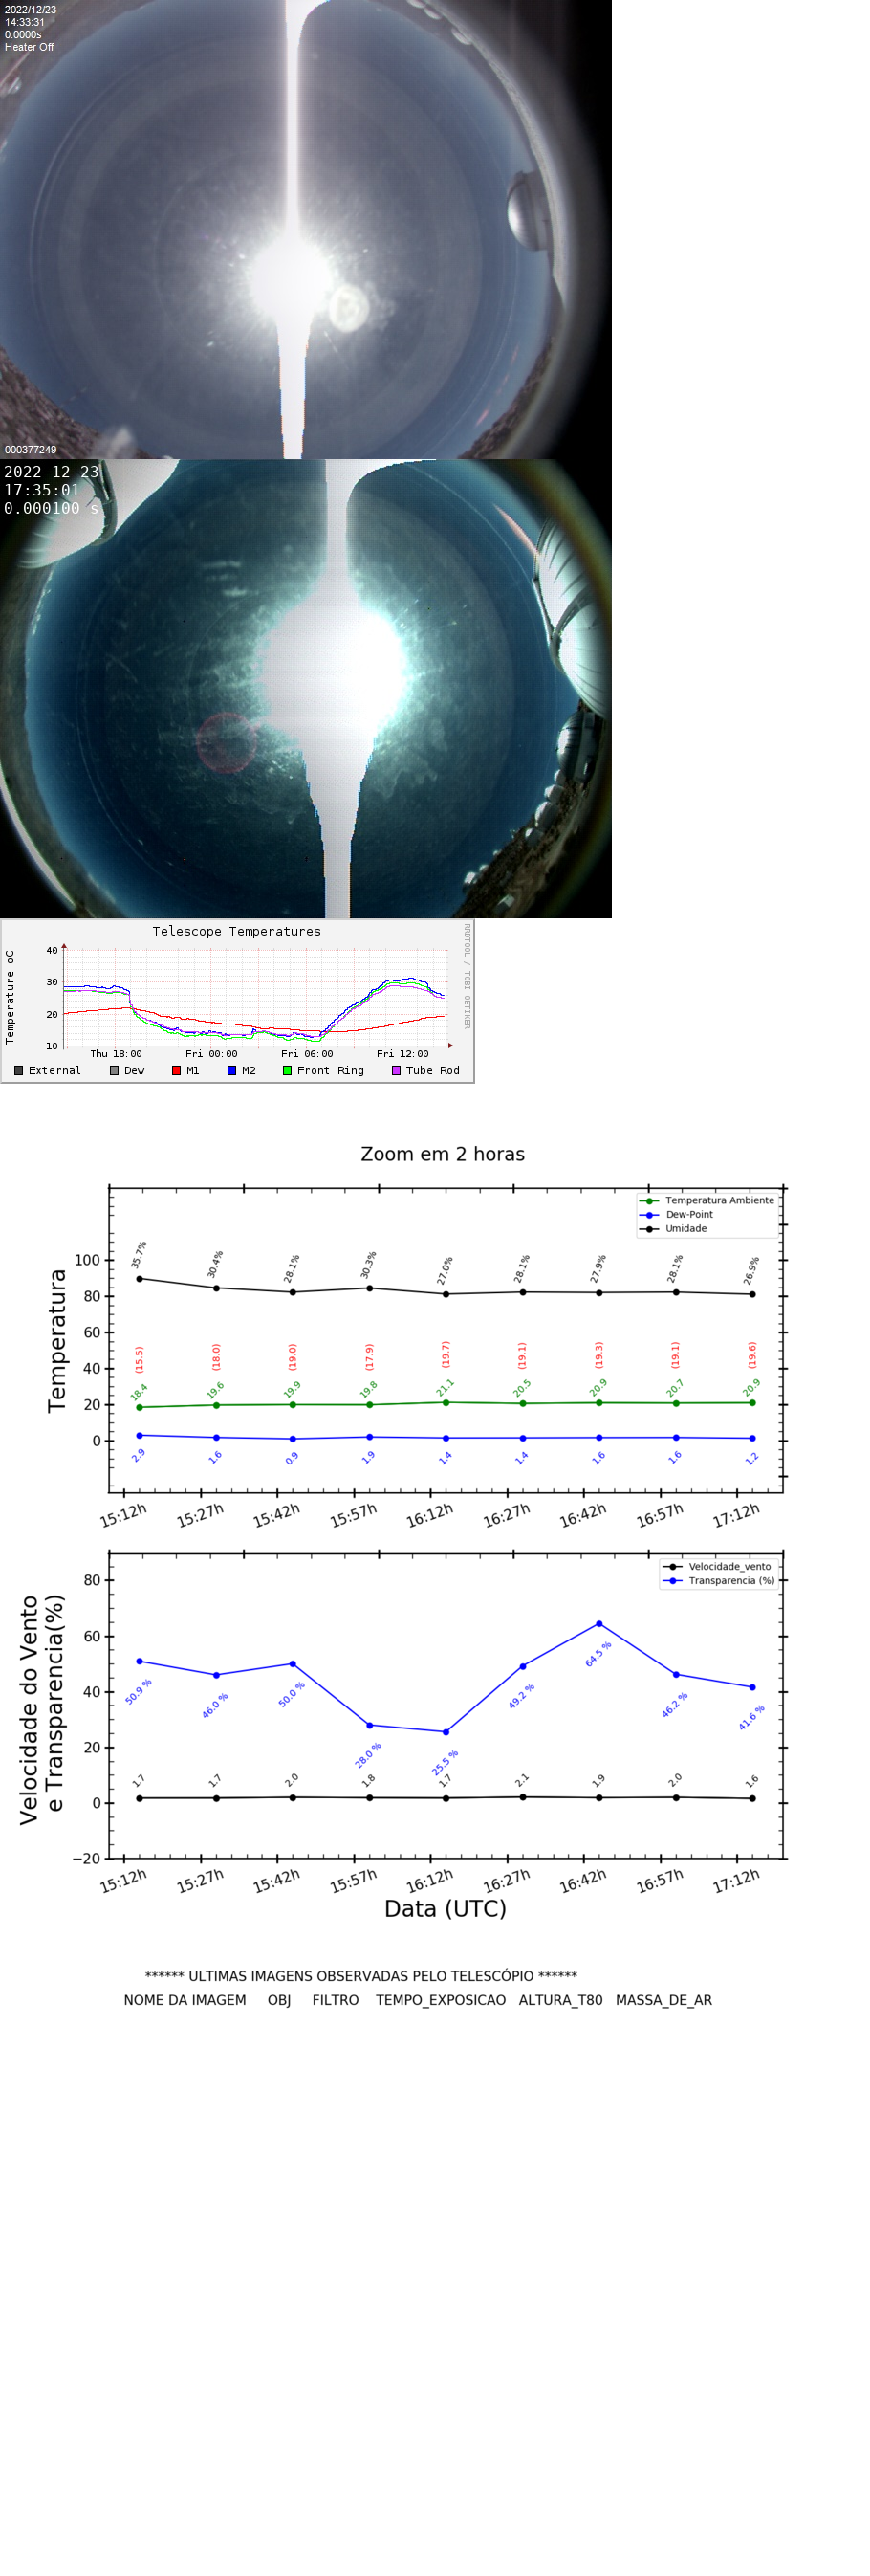 2022/12/23
14:33:31
0.0000s
Heater Off
000377249
2022-12-23
17:35:01
0.000100 s
Telescope Temperatures
RRDTOOL / TOBI OETIKER
Temperature oC
40
30
20
10
Thu 18:00 Fri 00:00 Fri 06:00 Fri 12:00
External Dew M1 M2 Front Ring Tube Rod
Zoom em 2 horas
Temperatura Ambiente
Dew-Point
Umidade
Temperatura
100
80
60
40
20
0
35.7% 30.4% 28.1% 30.3% 27.0% 28.1% 27.9% 28.1% 26.9%
(15.5) (18.0) (19.0) (17.9) (19.7) (19.1) (19.3) (19.1) (19.6)
18.4 19.6 19.9 19.8 21.1 20.5 20.9 20.7 20.9
2.9 1.6 0.9 1.9 1.4 1.4 1.6 1.6 1.2
15:12h 15:27h 15:42h 15:57h 16:12h 16:27h 16:42h 16:57h 17:12h
Velocidade_vento
Transparencia (%)
Velocidade do Vento
e Transparencia(%)
80
60
40
20
0
−20
50.9 % 46.0 % 50.0 % 28.0 % 25.5 % 49.2 % 64.5 % 46.2 % 41.6 %
1.7 1.7 2.0 1.8 1.7 2.1 1.9 2.0 1.6
15:12h 15:27h 15:42h 15:57h 16:12h 16:27h 16:42h 16:57h 17:12h
Data (UTC)
****** ULTIMAS IMAGENS OBSERVADAS PELO TELESCÓPIO ******
NOME DA IMAGEM OBJ FILTRO TEMPO_EXPOSICAO ALTURA_T80 MASSA_DE_AR